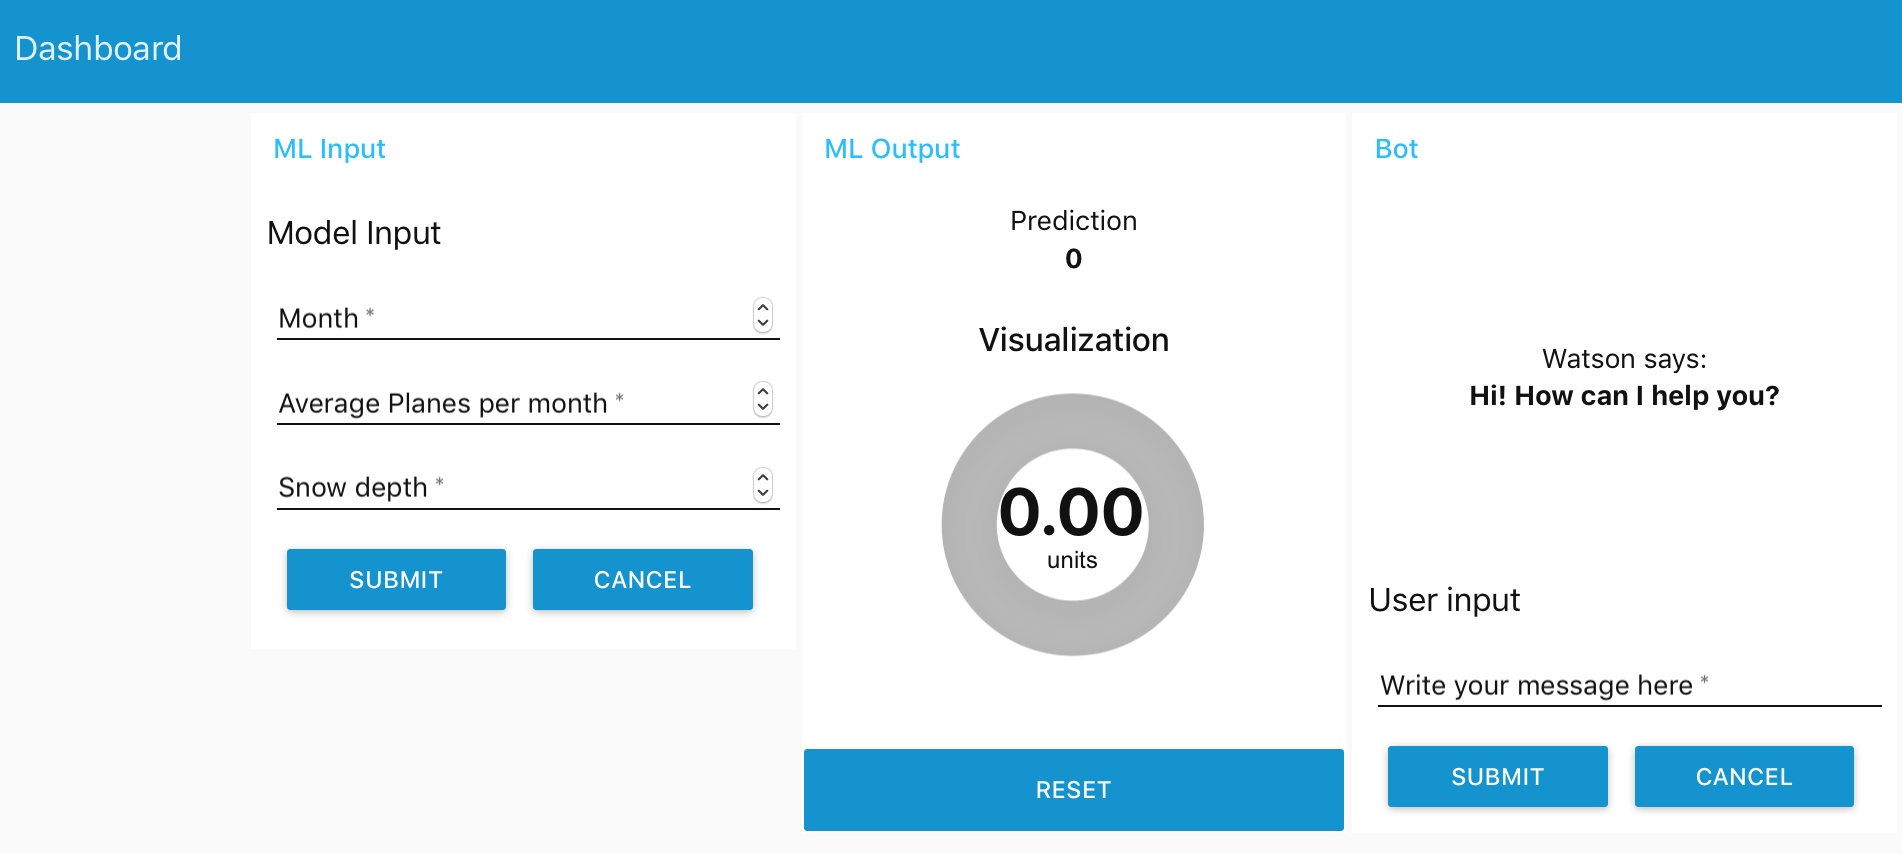 Dashboard
ML Input
Model Input
Month *
Average Planes per month *
Snow depth *
SUBMIT CANCEL
ML Output
Prediction
0
Visualization
0.00
units
RESET
Bot
Watson says:
Hi! How can I help you?
User input
Write your message here *
SUBMIT CANCEL